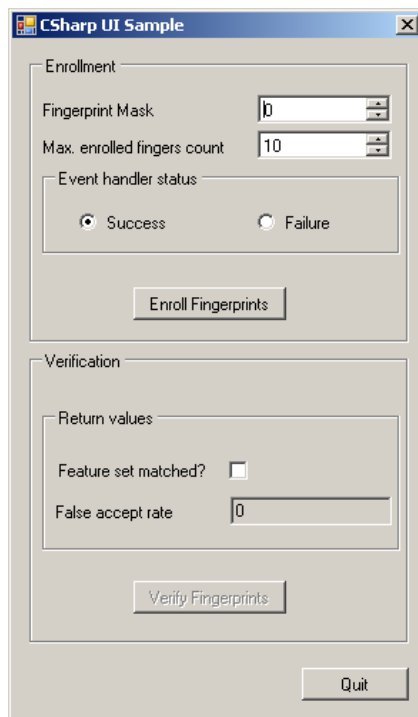 CSharp UI Sample
Enrollment
Fingerprint Mask 0
Max. enrolled fingers count 10
Event handler status
Success Failure
Enroll Fingerprints
Verification
Return values
Feature set matched?
False accept rate 0
Verify Fingerprints
Quit